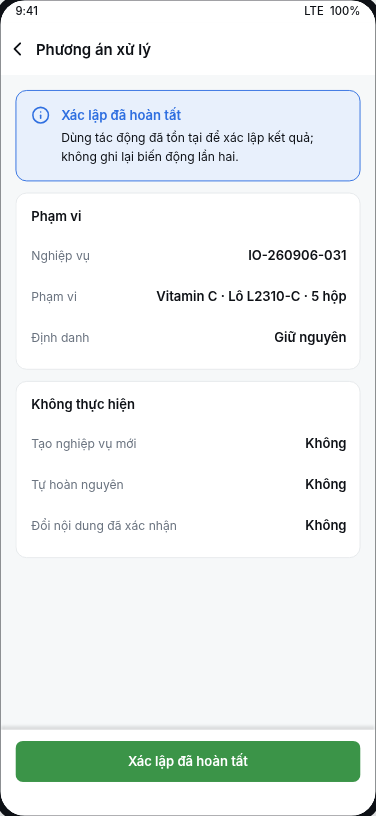 9:41
LTE 100%
Phương án xử lý
Xác lập đã hoàn tất
Dùng tác động đã tồn tại để xác lập kết quả;
không ghi lại biến động lần hai.
Phạm vi
Nghiệp vụ
IO-260906-031
Phạm vi
Vitamin C · Lô L2310-C · 5 hộp
Định danh
Giữ nguyên
Không thực hiện
Tạo nghiệp vụ mới
Không
Tự hoàn nguyên
Không
Đổi nội dung đã xác nhận
Không
Xác lập đã hoàn tất